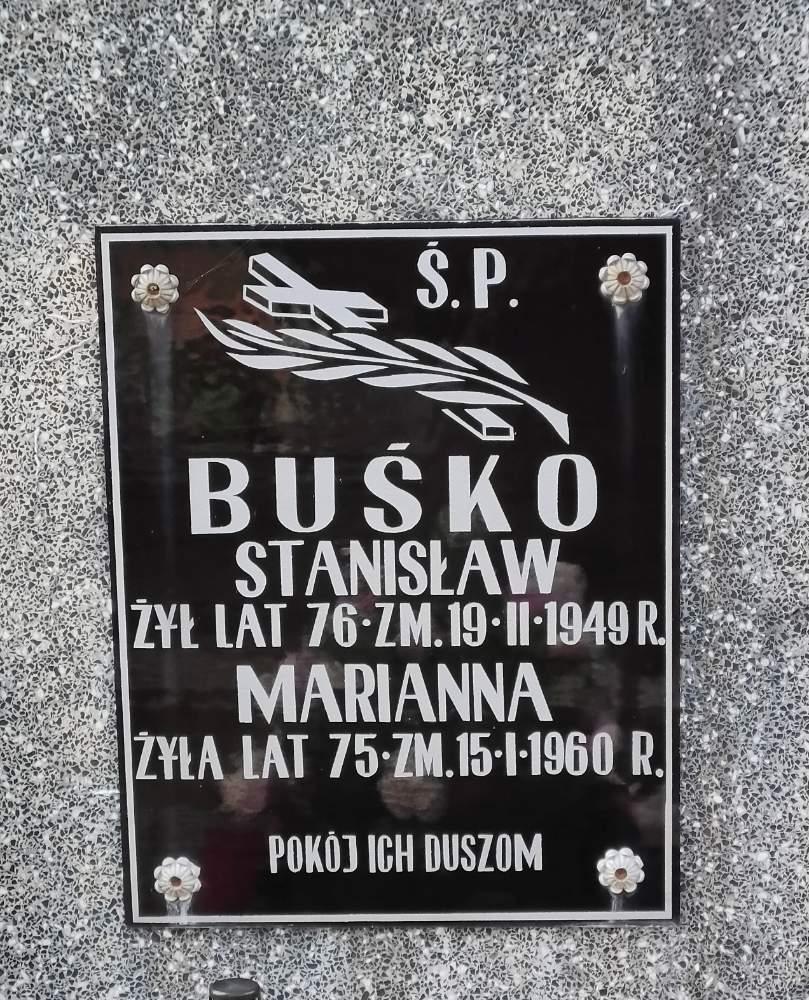 Ś.P.
BUŚKO
STANISŁAW
ŻYŁ LAT 76·ZM.19·II·1949 R.
MARIANNA
ŻYŁA LAT 75·ZM.15·I·1960 R.
POKÓJ ICH DUSZOM